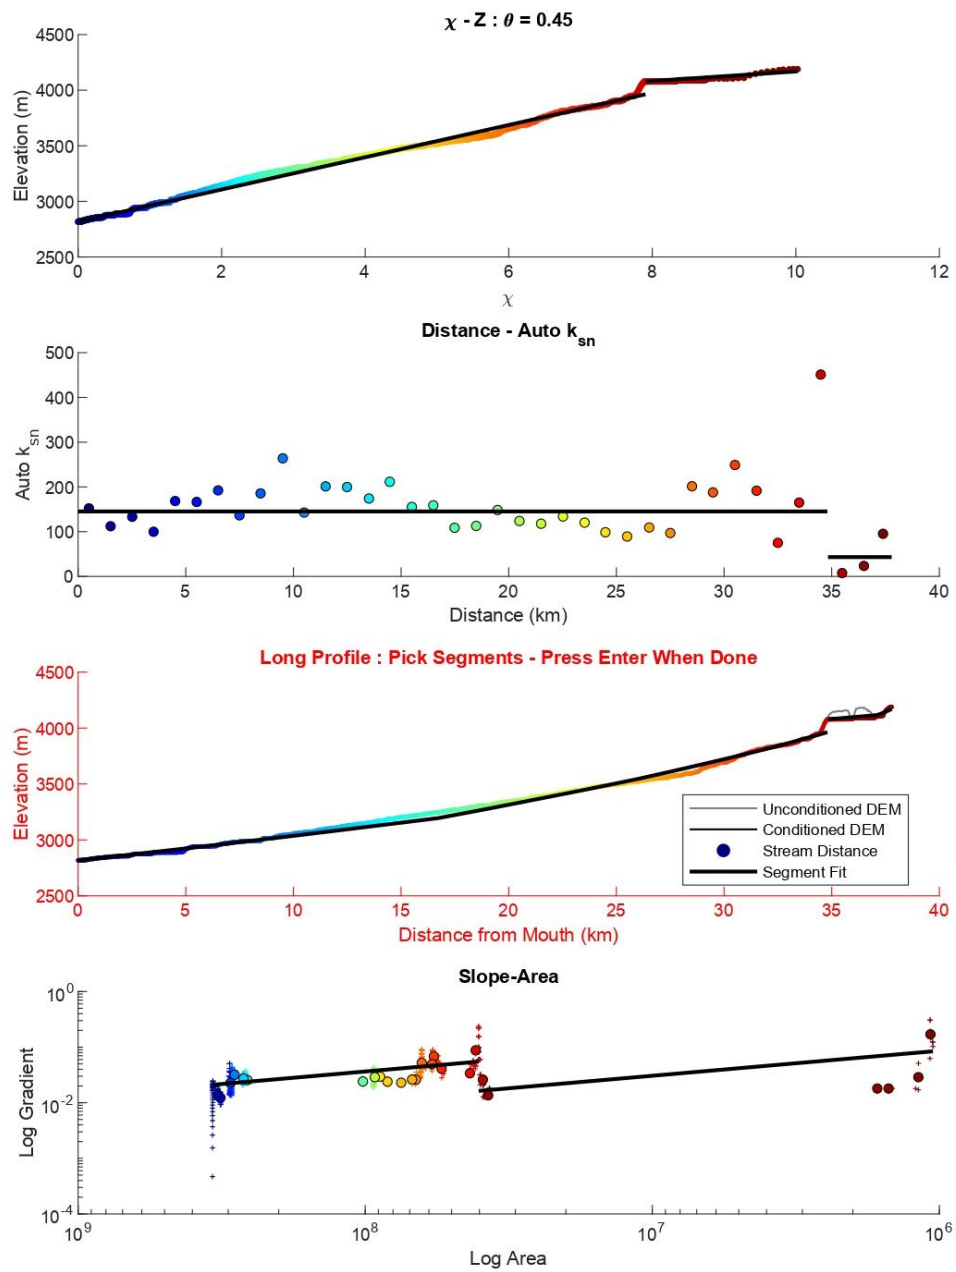 χ - Z : θ = 0.45
4500
4000
3500
3000
2500
Elevation (m)
0 2 4 6 8 10 12
χ
Distance - Auto k_sn
500
400
300
200
100
0
Auto k_sn
0 5 10 15 20 25 30 35 40
Distance (km)
Long Profile : Pick Segments - Press Enter When Done
4500
4000
3500
3000
2500
Elevation (m)
Unconditioned DEM
Conditioned DEM
Stream Distance
Segment Fit
0 5 10 15 20 25 30 35 40
Distance from Mouth (km)
Slope-Area
10^0
10^-2
10^-4
Log Gradient
10^9 10^8 10^7 10^6
Log Area